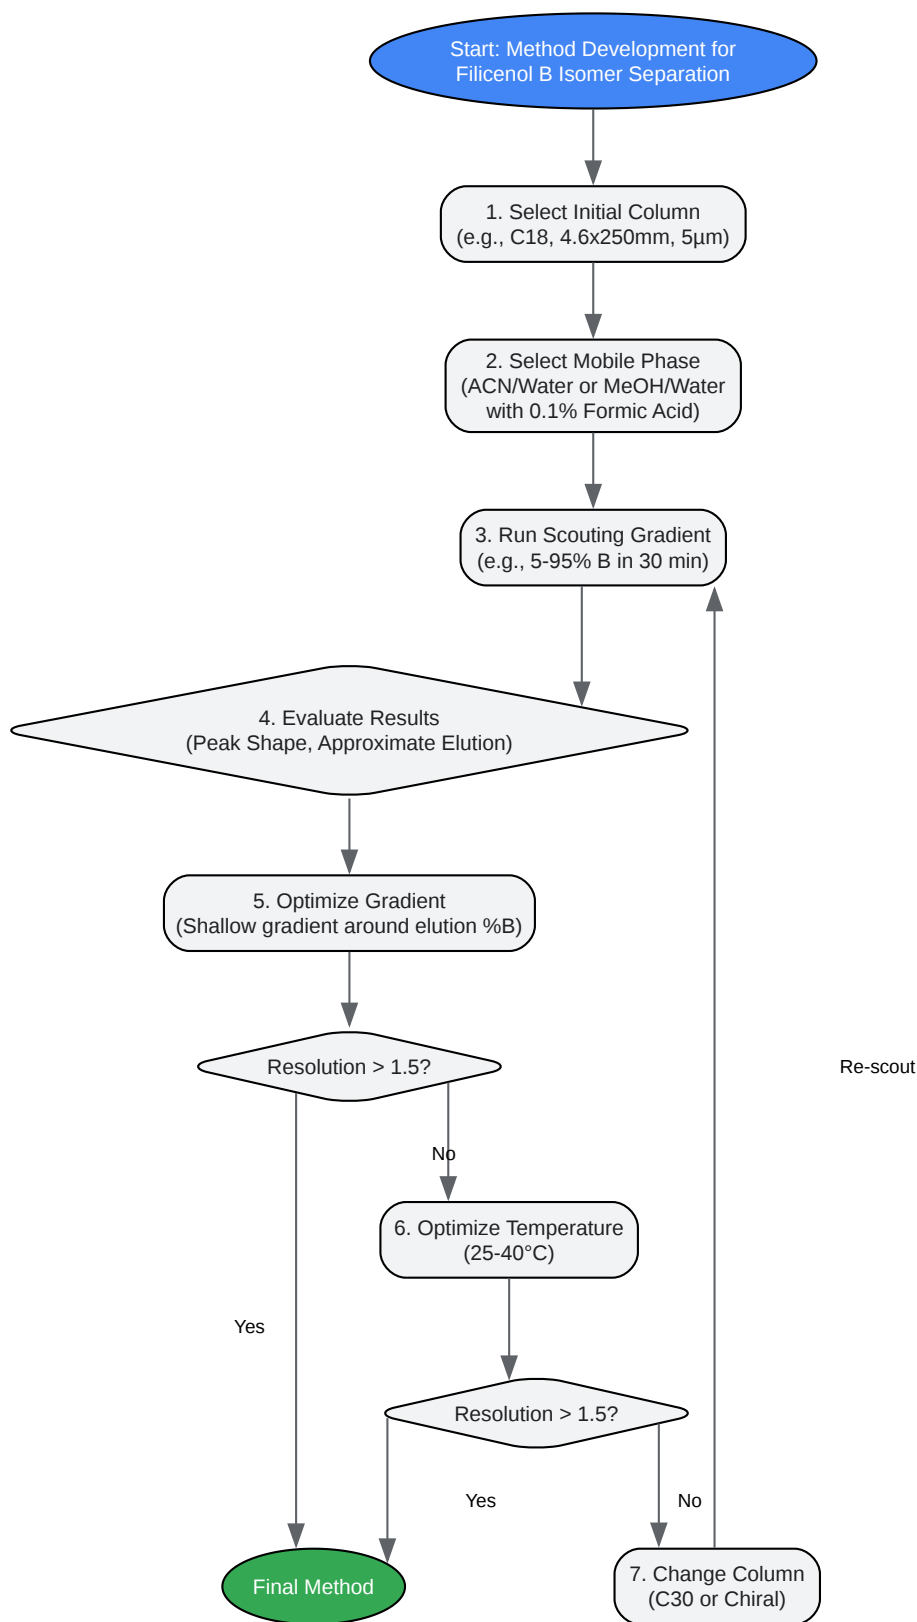 Start: Method Development for
Filicenol B Isomer Separation
1. Select Initial Column
(e.g., C18, 4.6x250mm, 5µm)
2. Select Mobile Phase
(ACN/Water or MeOH/Water
with 0.1% Formic Acid)
3. Run Scouting Gradient
(e.g., 5-95% B in 30 min)
4. Evaluate Results
(Peak Shape, Approximate Elution)
5. Optimize Gradient
(Shallow gradient around elution %B)
Resolution > 1.5?
Re-scout
No
6. Optimize Temperature
(25-40°C)
Yes
Resolution > 1.5?
Yes
No
Final Method
7. Change Column
(C30 or Chiral)